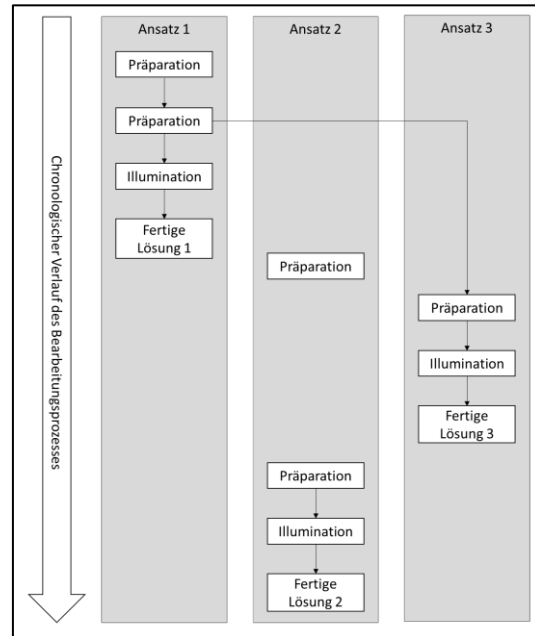 Chronologischer Verlauf des Bearbeitungsprozesses
Ansatz 1
Präparation
Präparation
Illumination
Fertige
Lösung 1
Ansatz 2
Präparation
Präparation
Illumination
Fertige
Lösung 2
Ansatz 3
Präparation
Illumination
Fertige
Lösung 3